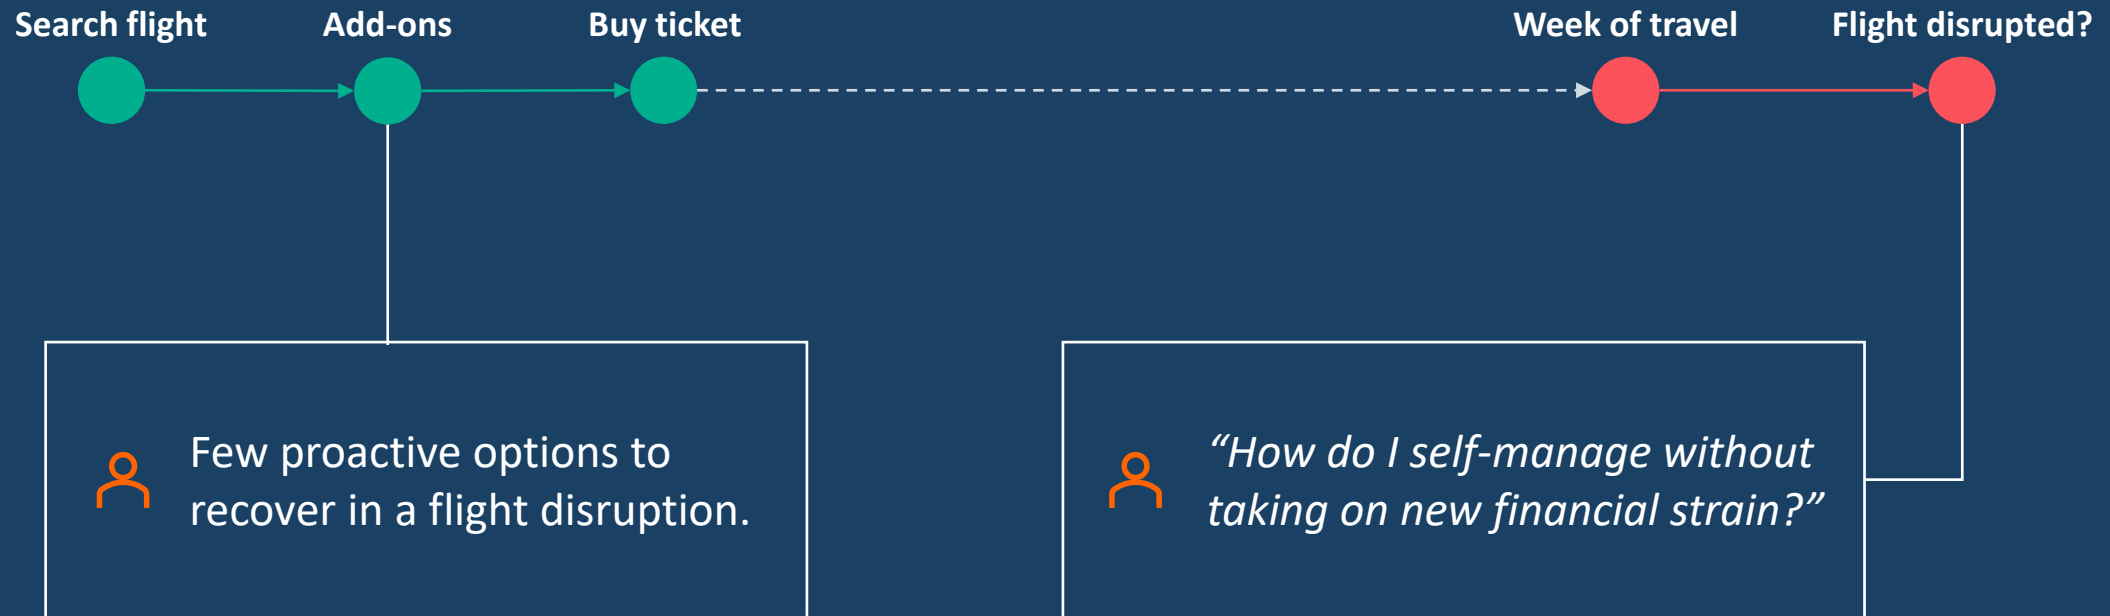 Search flight
Add-ons
Buy ticket
Week of travel
Flight disrupted?
Few proactive options to
recover in a flight disruption.
“How do I self-manage without
taking on new financial strain?”